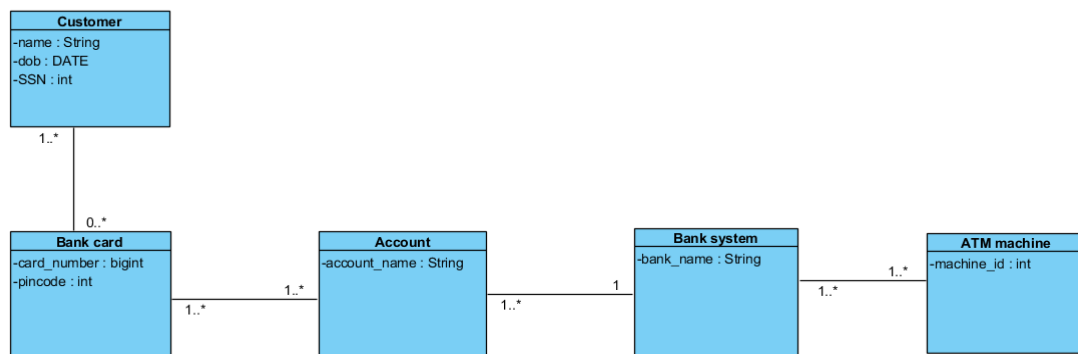 Customer
-name : String
-dob : DATE
-SSN : int
1..*
0..*
Bank card
-card_number : bigint
-pincode : int
1..*
1..*
Account
-account_name : String
1..*
1
Bank system
-bank_name : String
1..*
1..*
ATM machine
-machine_id : int